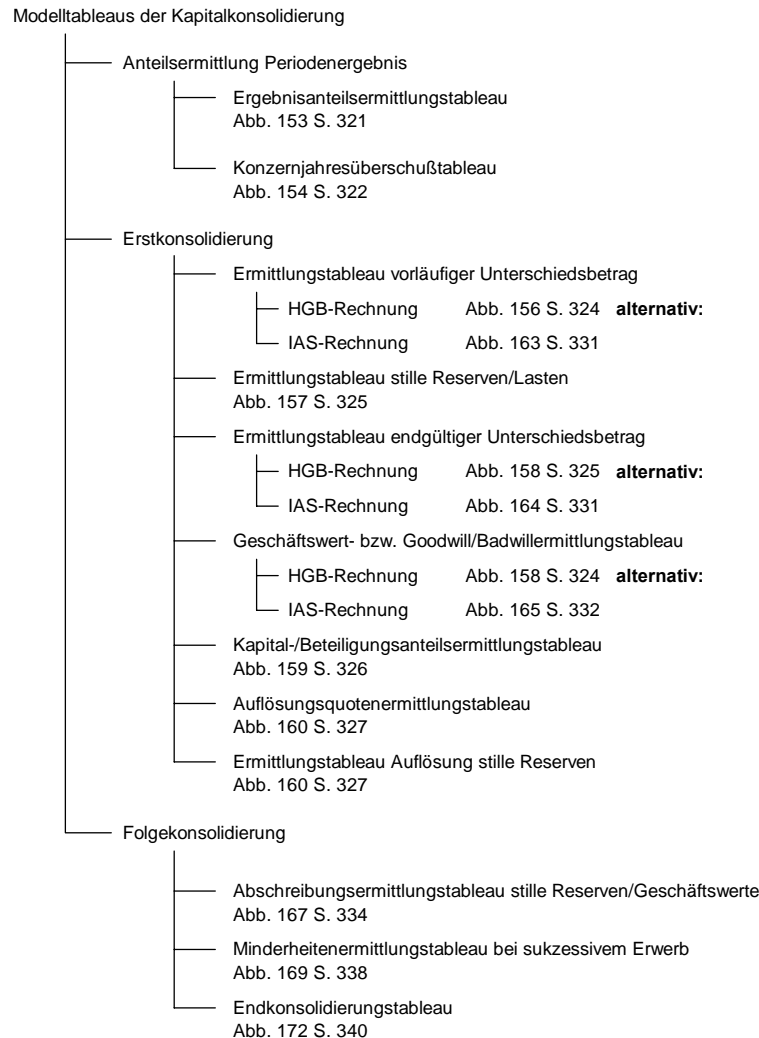 Modelltableaus der Kapitalkonsolidierung
Anteilsermittlung Periodenergebnis
Ergebnisanteilsermittlungstableau
Abb. 153 S. 321
Konzernjahresüberschußtableau
Abb. 154 S. 322
Erstkonsolidierung
Ermittlungstableau vorläufiger Unterschiedsbetrag
HGB-Rechnung Abb. 156 S. 324 alternativ:
IAS-Rechnung Abb. 163 S. 331
Ermittlungstableau stille Reserven/Lasten
Abb. 157 S. 325
Ermittlungstableau endgültiger Unterschiedsbetrag
HGB-Rechnung Abb. 158 S. 325 alternativ:
IAS-Rechnung Abb. 164 S. 331
Geschäftswert- bzw. Goodwill/Badwillermittlungstableau
HGB-Rechnung Abb. 158 S. 324 alternativ:
IAS-Rechnung Abb. 165 S. 332
Kapital-/Beteiligungsanteilsermittlungstableau
Abb. 159 S. 326
Auflösungsquotenermittlungstableau
Abb. 160 S. 327
Ermittlungstableau Auflösung stille Reserven
Abb. 160 S. 327
Folgekonsolidierung
Abschreibungsermittlungstableau stille Reserven/Geschäftswerte
Abb. 167 S. 334
Minderheitenermittlungstableau bei sukzessivem Erwerb
Abb. 169 S. 338
Endkonsolidierungstableau
Abb. 172 S. 340